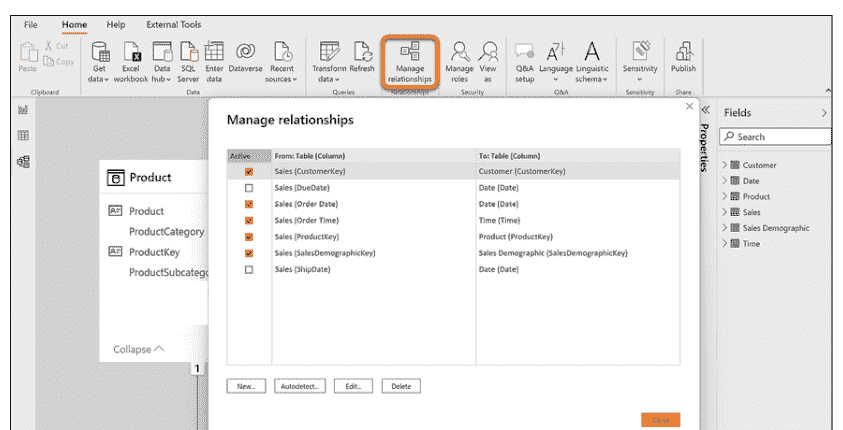 File Home Help External Tools
Cut
Copy
Paste
Get data
Excel workbook
Data hub
SQL Server
Enter data
Dataverse
Recent sources
Transform data
Refresh
Manage relationships
Manage roles
View as
Q&A setup
Language
Linguistic schema
Sensitivity
Publish
Clipboard Data Queries Relationships Security Q&A Sensitivity Share
Manage relationships
Active From: Table (Column) To: Table (Column)
Sales (CustomerKey) Customer (CustomerKey)
Sales (DueDate) Date (Date)
Sales (Order Date) Date (Date)
Sales (Order Time) Time (Time)
Sales (ProductKey) Product (ProductKey)
Sales (SalesDemographicKey) Sales Demographic (SalesDemographicKey)
Sales (ShipDate) Date (Date)
New... Autodetect... Edit... Delete
Close
Product
Product
ProductCategory
ProductKey
ProductSubcatego
Collapse
1
Properties
Fields
Search
Customer
Date
Product
Sales
Sales Demographic
Time